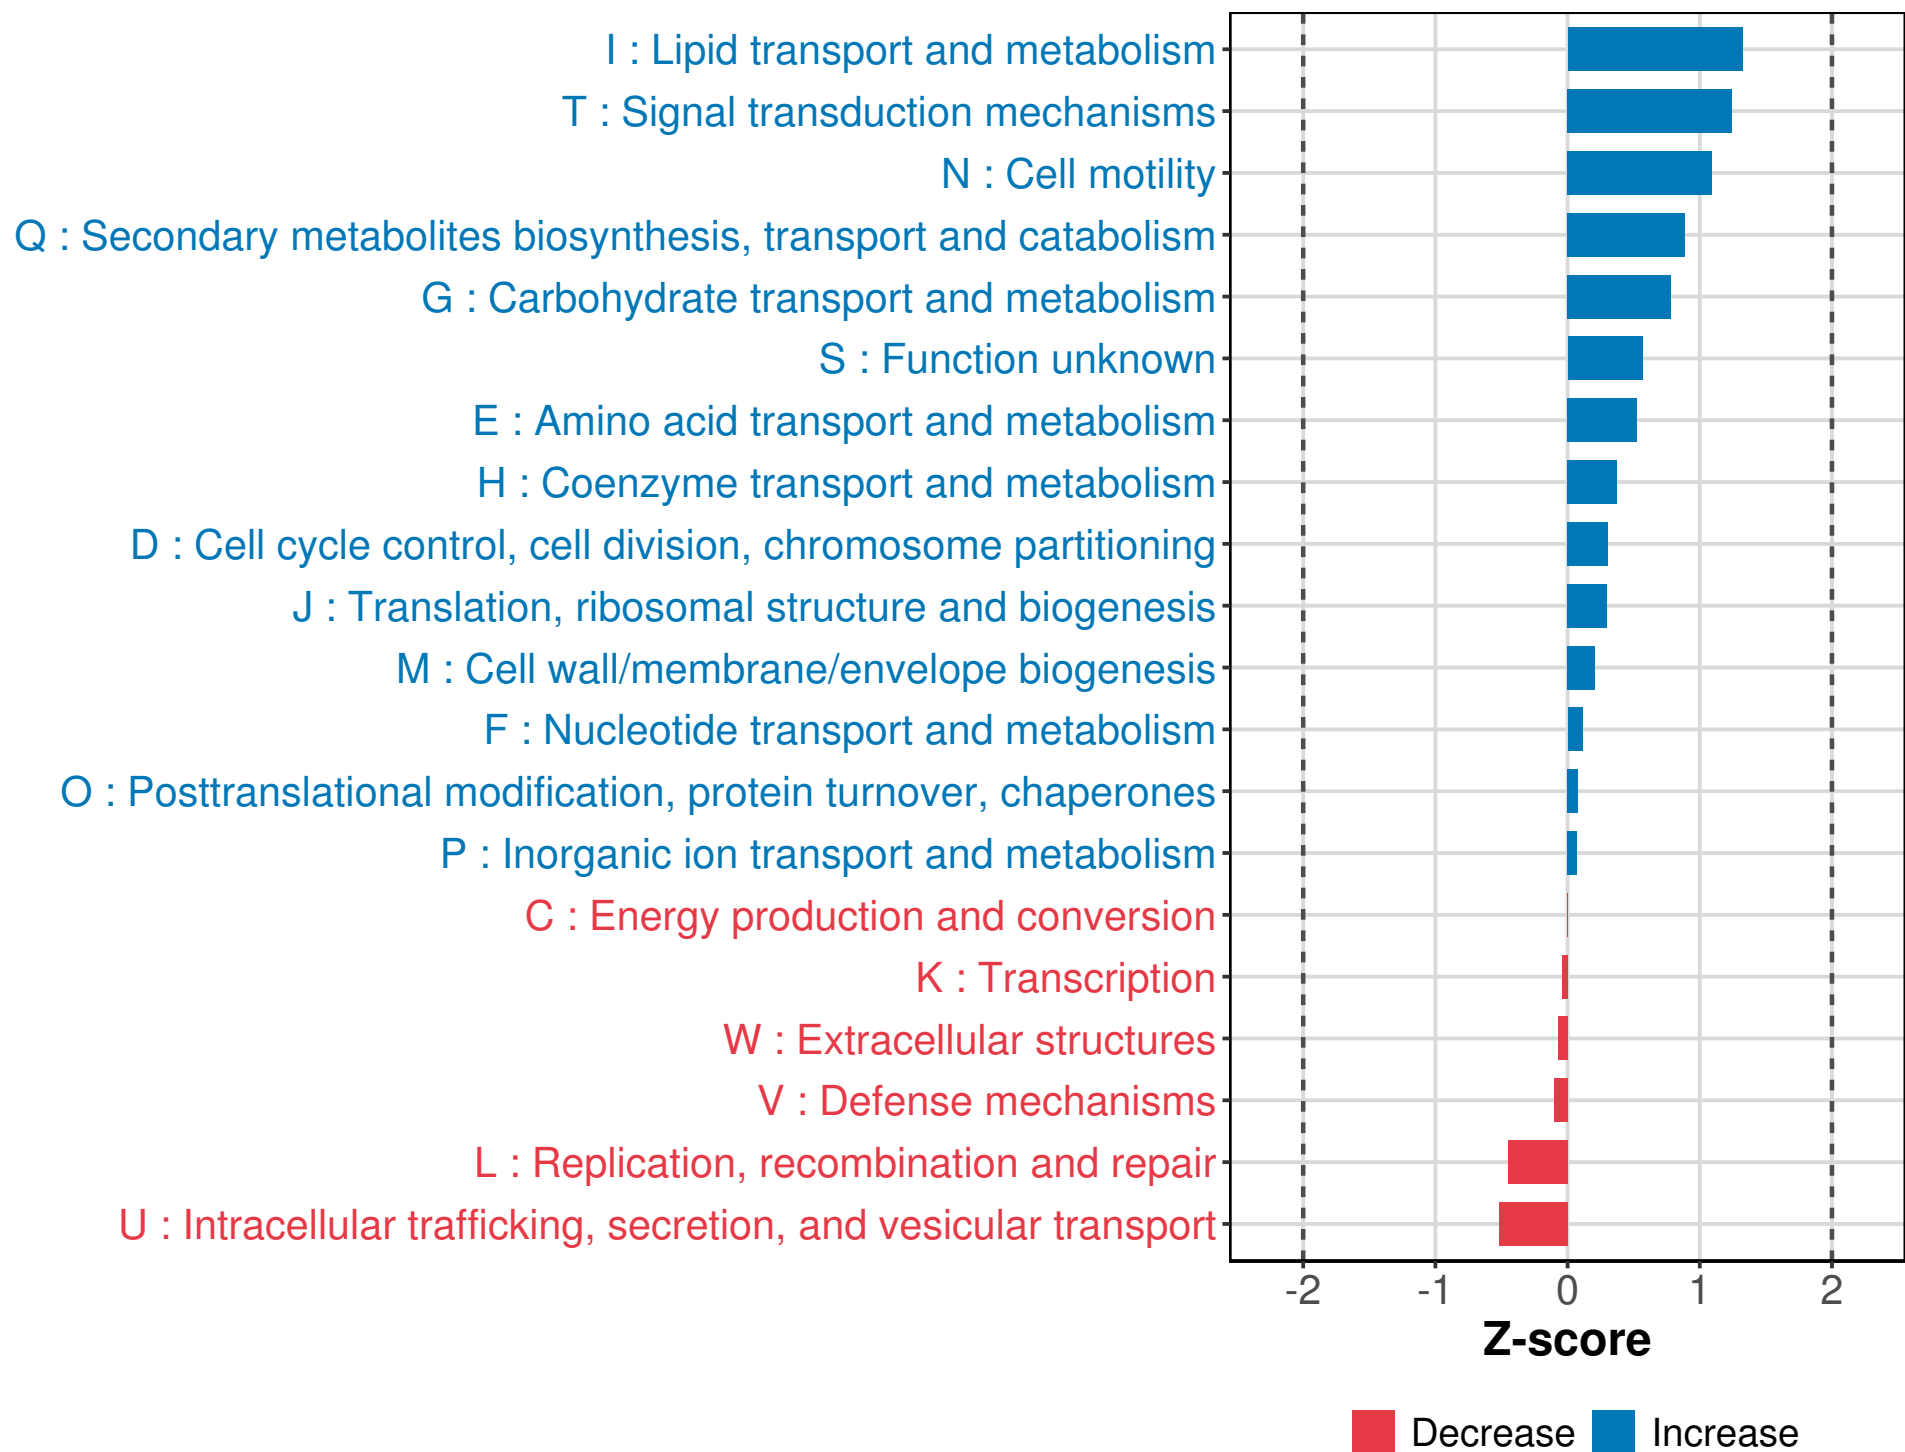 I : Lipid transport and metabolism
T : Signal transduction mechanisms
N : Cell motility
Q : Secondary metabolites biosynthesis, transport and catabolism
G : Carbohydrate transport and metabolism
S : Function unknown
E : Amino acid transport and metabolism
H : Coenzyme transport and metabolism
D : Cell cycle control, cell division, chromosome partitioning
J : Translation, ribosomal structure and biogenesis
M : Cell wall/membrane/envelope biogenesis
F : Nucleotide transport and metabolism
O : Posttranslational modification, protein turnover, chaperones
P : Inorganic ion transport and metabolism
C : Energy production and conversion
K : Transcription
W : Extracellular structures
V : Defense mechanisms
L : Replication, recombination and repair
U : Intracellular trafficking, secretion, and vesicular transport
-2 -1 0 1 2
Z-score
Decrease Increase